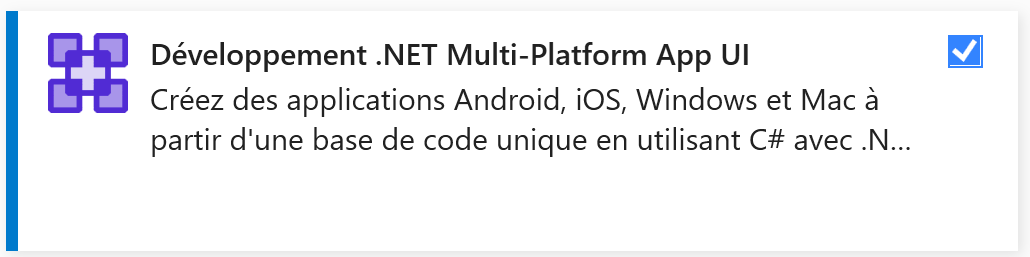 Développement .NET Multi-Platform App UI
Créez des applications Android, iOS, Windows et Mac à
partir d'une base de code unique en utilisant C# avec .N...